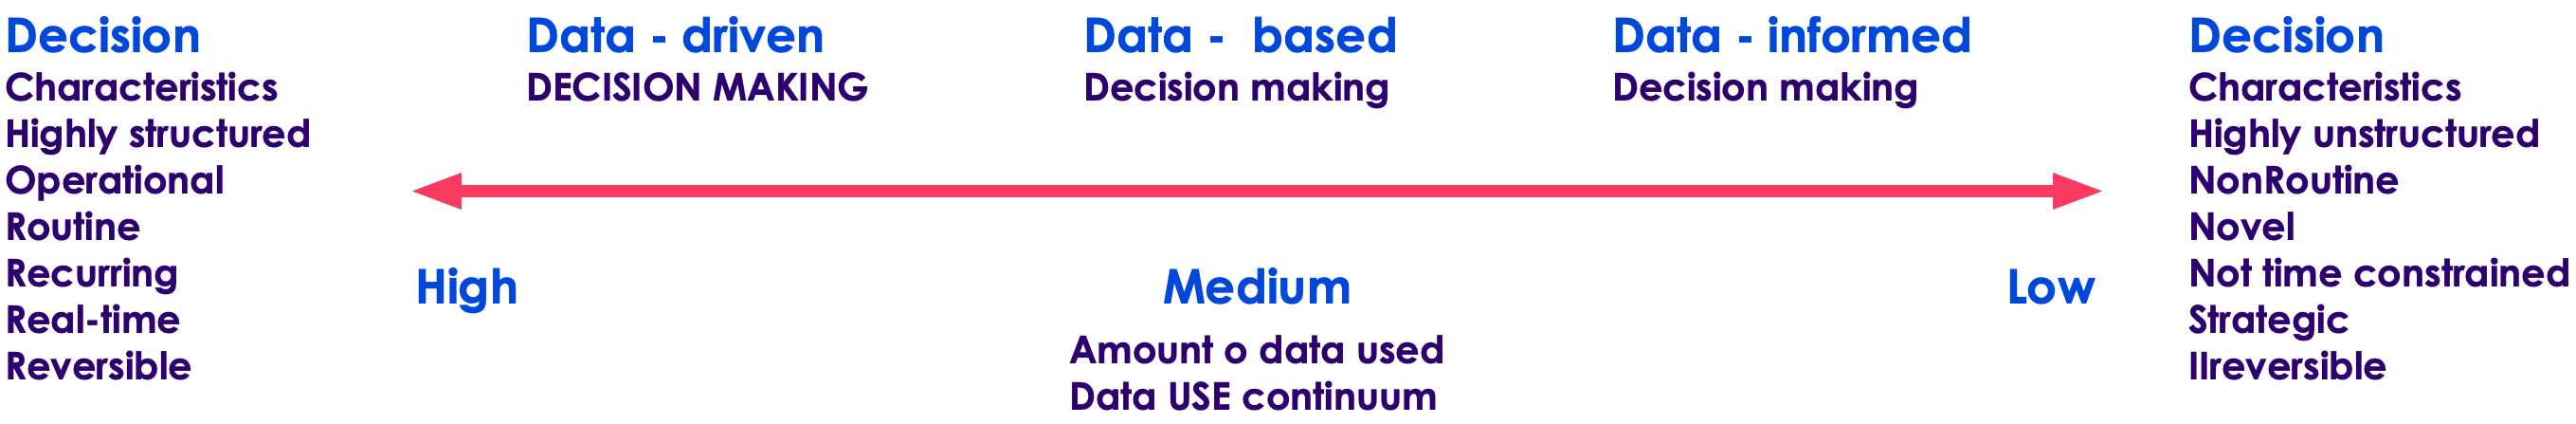 Decision
Characteristics
Highly structured
Operational
Routine
Recurring
Real-time
Reversible
Data - driven
DECISION MAKING
Data - based
Decision making
Data - informed
Decision making
High
Medium
Low
Amount o data used
Data USE continuum
Decision
Characteristics
Highly unstructured
NonRoutine
Novel
Not time constrained
Strategic
IIreversible